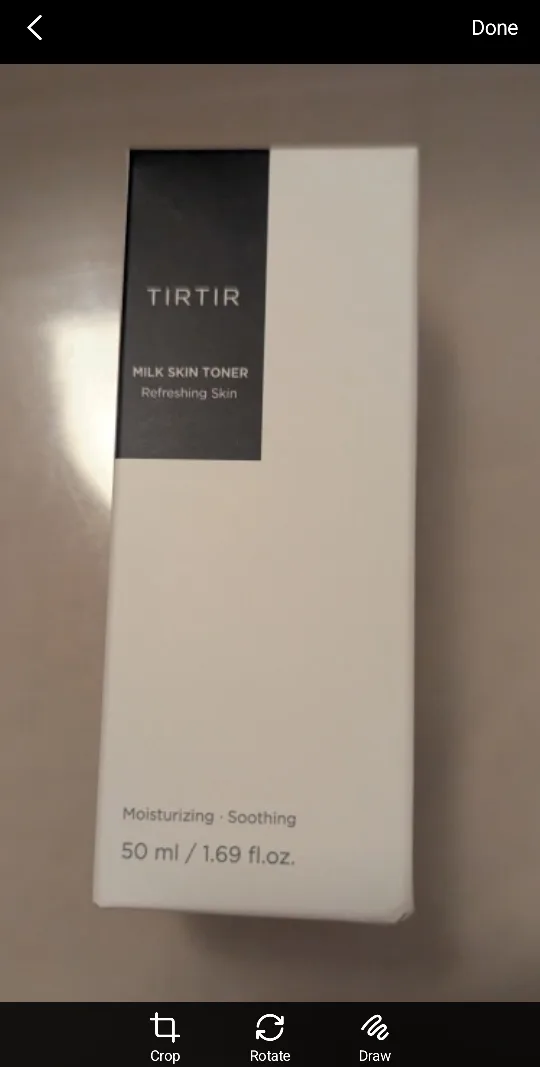 Done
TIRTIR
MILK SKIN TONER
Refreshing Skin
Moisturizing · Soothing
50 ml / 1.69 fl.oz.
Crop
Rotate
Draw